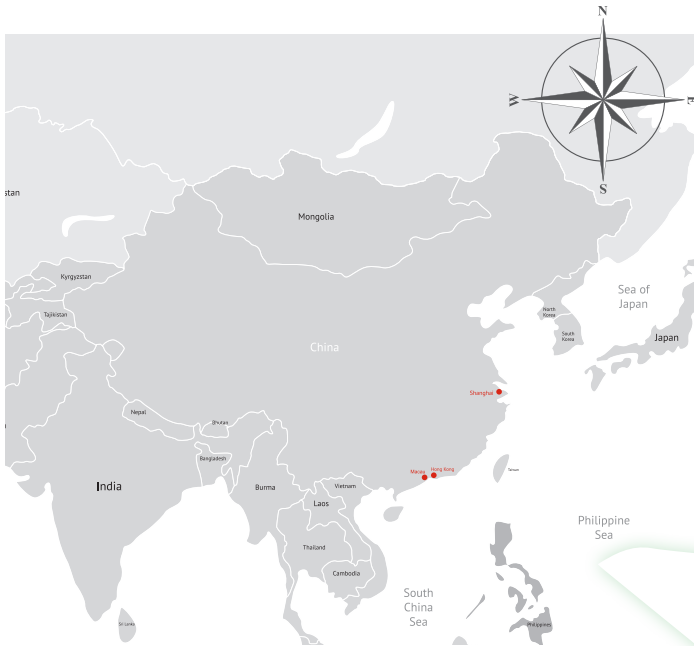 N
W
E
S
stan
Mongolia
Kyrgyzstan
Tajikistan
Sea of
Japan
North
Korea
South
Korea
Japan
China
Shanghai
Nepal
Bhutan
Bangladesh
India
Burma
Macao
Hong Kong
Taiwan
Vietnam
Laos
Thailand
Cambodia
Philippine
Sea
South
China
Sea
Sri Lanka
Philippines